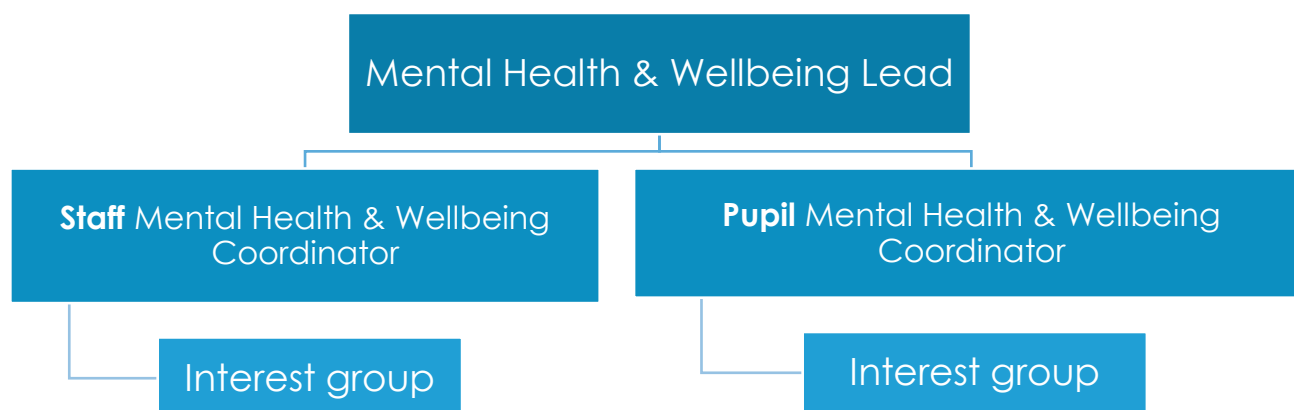 Mental Health & Wellbeing Lead
Staff Mental Health & Wellbeing
Coordinator
Pupil Mental Health & Wellbeing
Coordinator
Interest group
Interest group